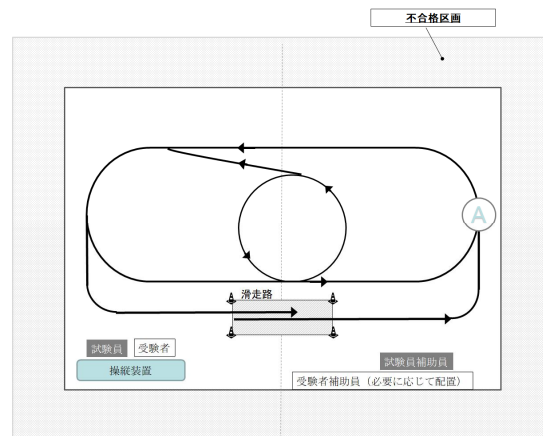 不合格区画
A
滑走路
試験員
受験者
試験員補助員
操縦装置
受験者補助員（必要に応じて配置）